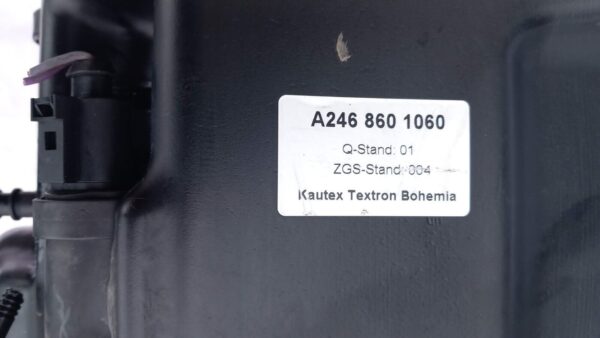 A246 860 1060
Q-Stand: 01
ZGS-Stand: 004
Kautex Textron Bohemia